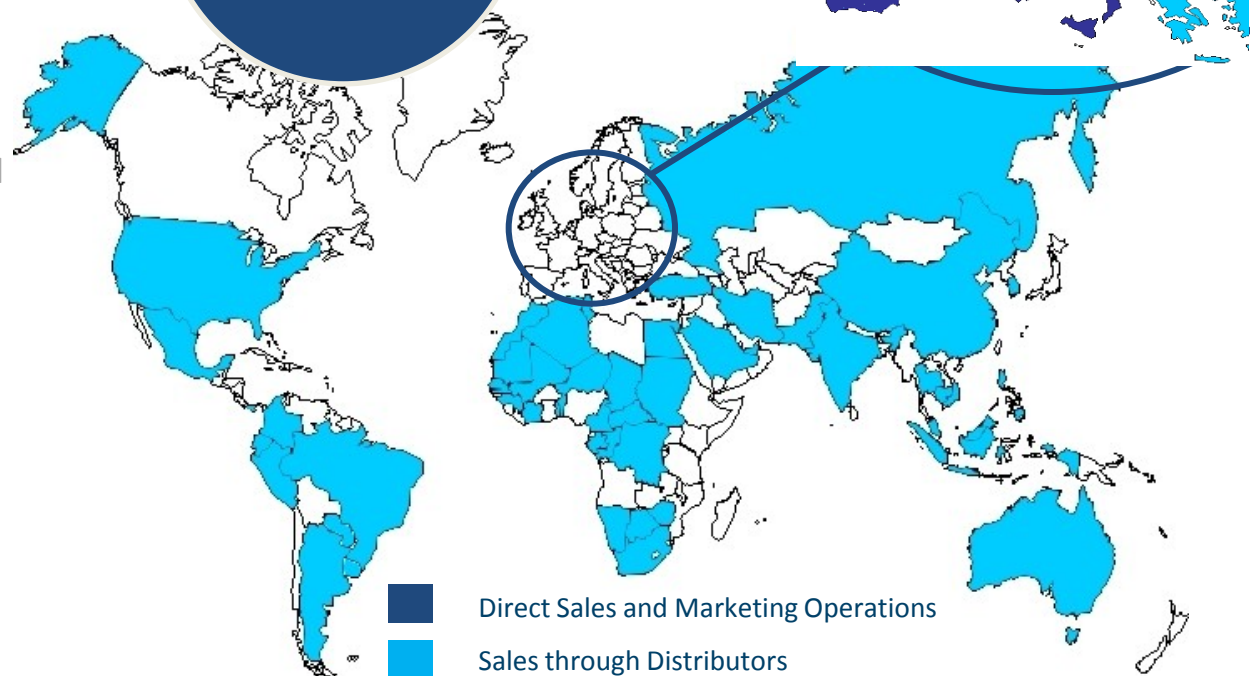 Direct Sales and Marketing Operations
Sales through Distributors